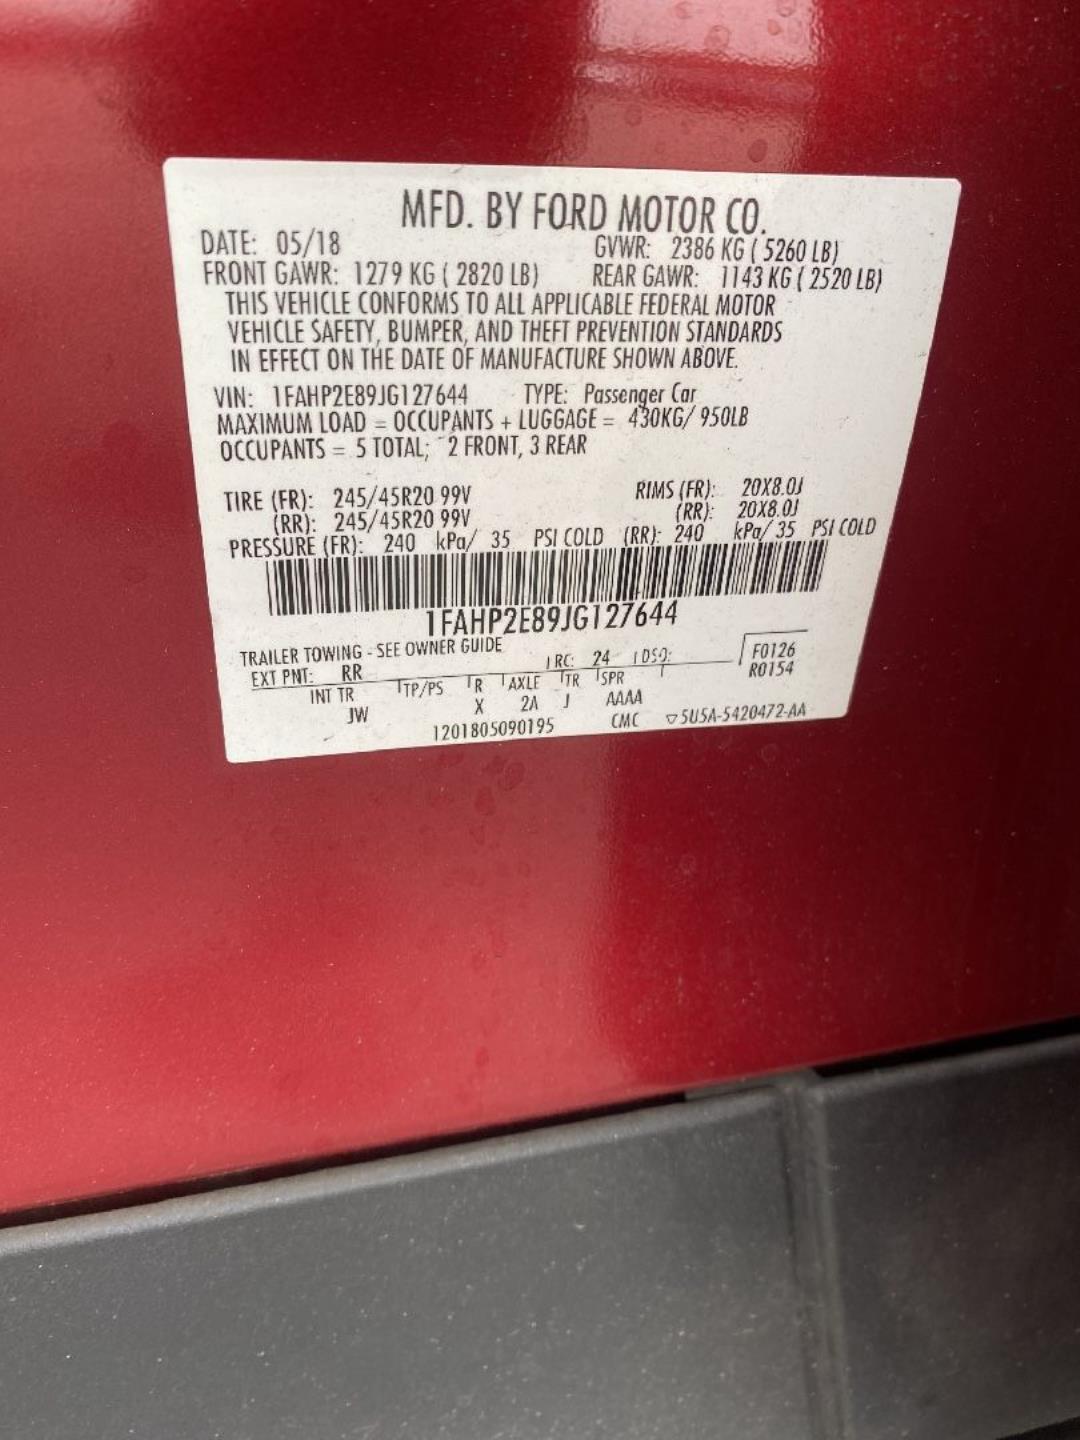 MFD. BY FORD MOTOR CO.
DATE: 05/18 GVWR: 2386 KG ( 5260 LB)
FRONT GAWR: 1279 KG ( 2820 LB) REAR GAWR: 1143 KG ( 2520 LB)
THIS VEHICLE CONFORMS TO ALL APPLICABLE FEDERAL MOTOR
VEHICLE SAFETY, BUMPER, AND THEFT PREVENTION STANDARDS
IN EFFECT ON THE DATE OF MANUFACTURE SHOWN ABOVE.
VIN: 1FAHP2E89JG127644 TYPE: Passenger Car
MAXIMUM LOAD = OCCUPANTS + LUGGAGE = 430KG/ 950LB
OCCUPANTS = 5 TOTAL; 2 FRONT, 3 REAR
TIRE (FR): 245/45R20 99V RIMS (FR): 20X8.0J
(RR): 245/45R20 99V (RR): 20X8.0J
PRESSURE (FR): 240 kPa/ 35 PSI COLD (RR): 240 kPa/ 35 PSI COLD
1FAHP2E89JG127644
TRAILER TOWING - SEE OWNER GUIDE
EXT PNT: RR RC: 24 DSO: F0126
R0154
INT TR TP/PS R AXLE TR SPR
JW X 2A J AAAA
1201805090195 CMC ▽5U5A-5420472-AA